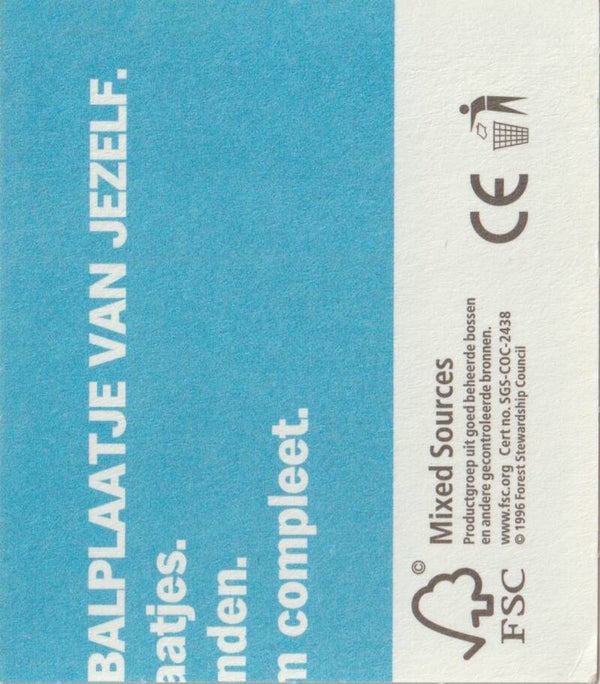 BALPLAATJE VAN JEZELF.
aatjes.
nden.
m compleet.
©
FSC
Mixed Sources
Productgroep uit goed beheerde bossen
en andere gecontroleerde bronnen.
www.fsc.org Cert no. SGS-COC-2438
© 1996 Forest Stewardship Council
CE